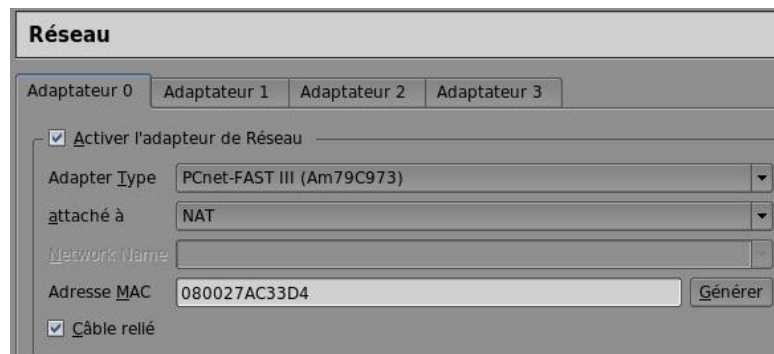 Réseau
Adaptateur 0 Adaptateur 1 Adaptateur 2 Adaptateur 3
Activer l'adapteur de Réseau
Adapter Type PCnet-FAST III (Am79C973)
attaché à NAT
Network Name
Adresse MAC 080027AC33D4 Générer
Câble relié